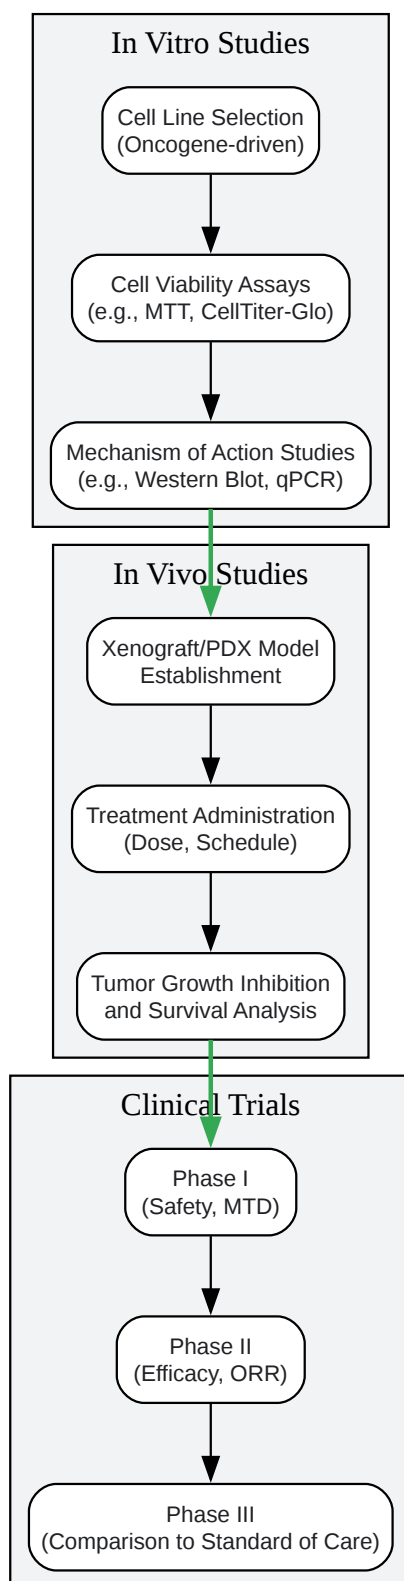 In Vitro Studies
Cell Line Selection
(Oncogene-driven)
Cell Viability Assays
(e.g., MTT, CellTiter-Glo)
Mechanism of Action Studies
(e.g., Western Blot, qPCR)
In Vivo Studies
Xenograft/PDX Model
Establishment
Treatment Administration
(Dose, Schedule)
Tumor Growth Inhibition
and Survival Analysis
Clinical Trials
Phase I
(Safety, MTD)
Phase II
(Efficacy, ORR)
Phase III
(Comparison to Standard of Care)